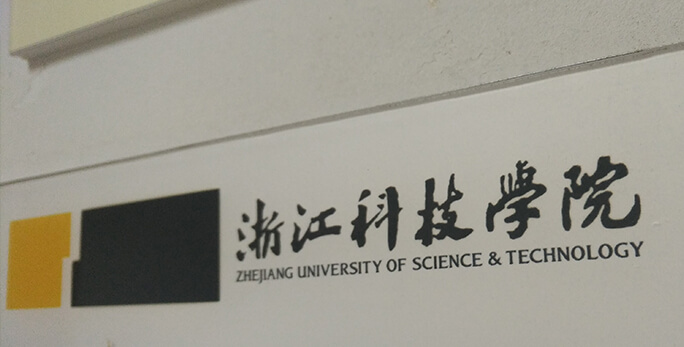 浙江科技學院
ZHEJIANG UNIVERSITY OF SCIENCE & TECHNOLOGY